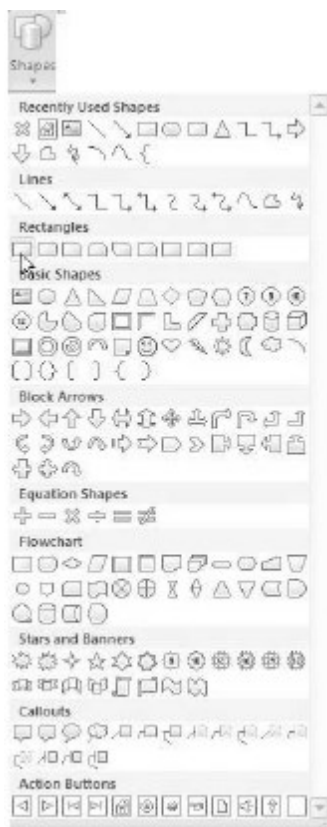 Shapes
Recently Used Shapes
Lines
Rectangles
Basic Shapes
Block Arrows
Equation Shapes
Flowchart
Stars and Banners
Callouts
Action Buttons